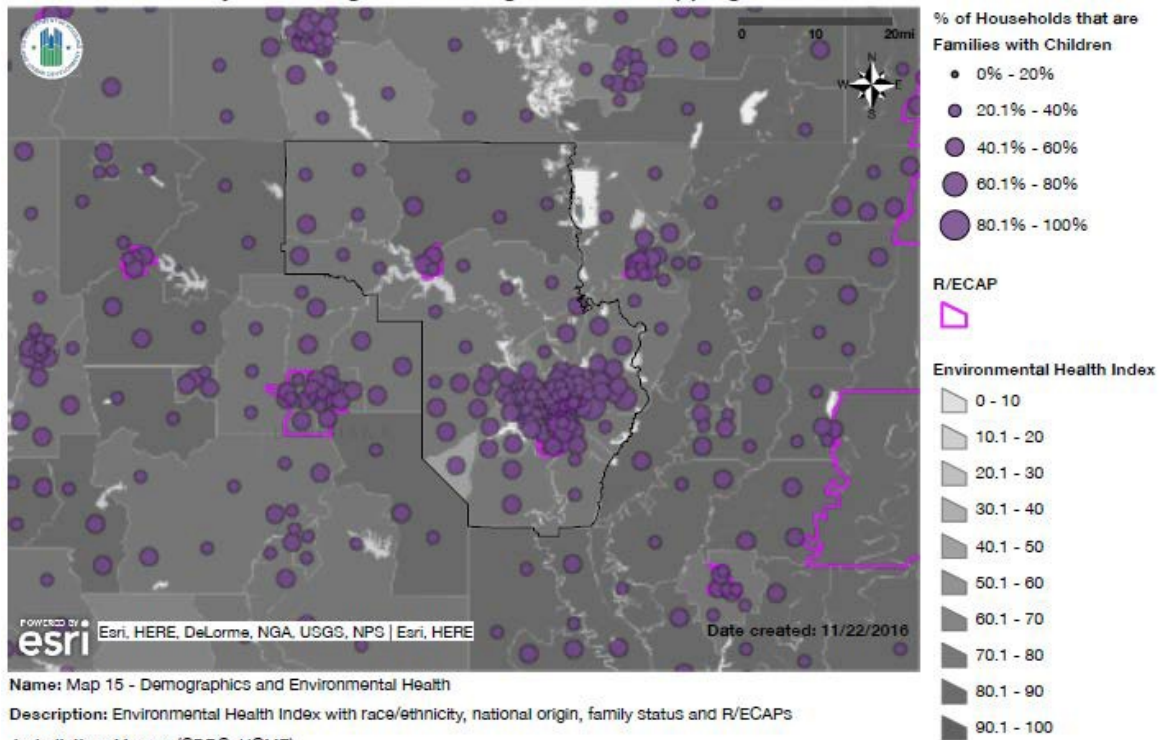 0 10 20mi
N
W E
S
% of Households that are
Families with Children
0% - 20%
20.1% - 40%
40.1% - 60%
60.1% - 80%
80.1% - 100%
R/ECAP
Environmental Health Index
0 - 10
10.1 - 20
20.1 - 30
30.1 - 40
40.1 - 50
50.1 - 60
60.1 - 70
70.1 - 80
80.1 - 90
90.1 - 100
POWERED BY
esri
Esri, HERE, DeLorme, NGA, USGS, NPS | Esri, HERE
Date created: 11/22/2016
Name: Map 15 - Demographics and Environmental Health
Description: Environmental Health Index with race/ethnicity, national origin, family status and R/ECAPs